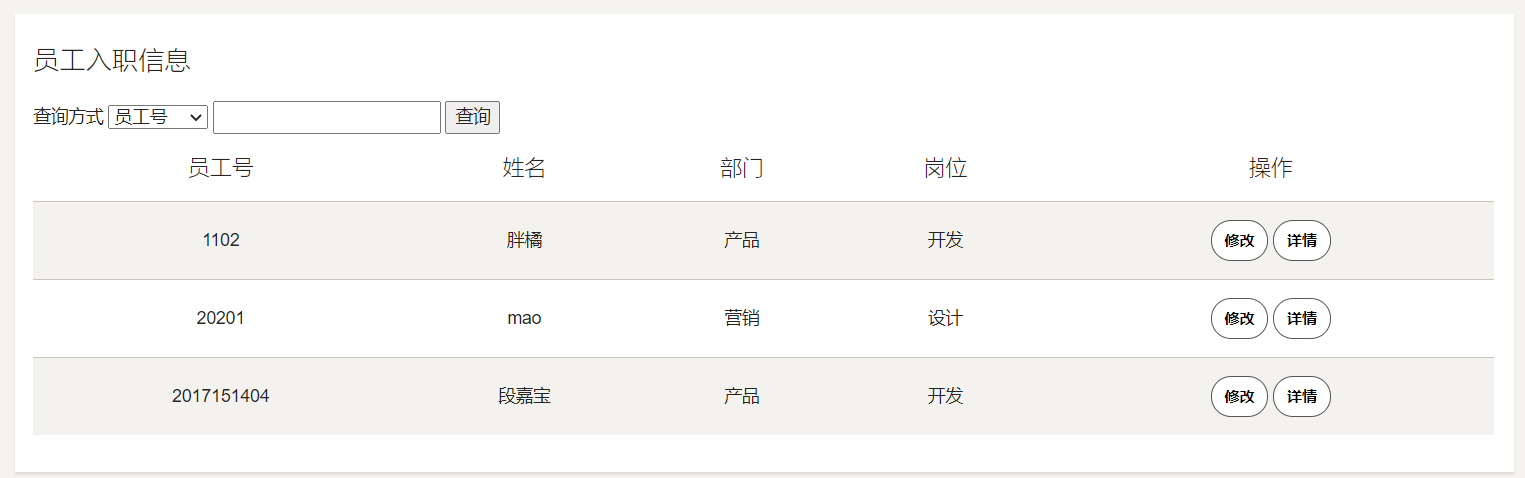 员工入职信息
查询方式 员工号 查询
员工号 姓名 部门 岗位 操作
1102 胖橘 产品 开发 修改 详情
20201 mao 营销 设计 修改 详情
2017151404 段嘉宝 产品 开发 修改 详情